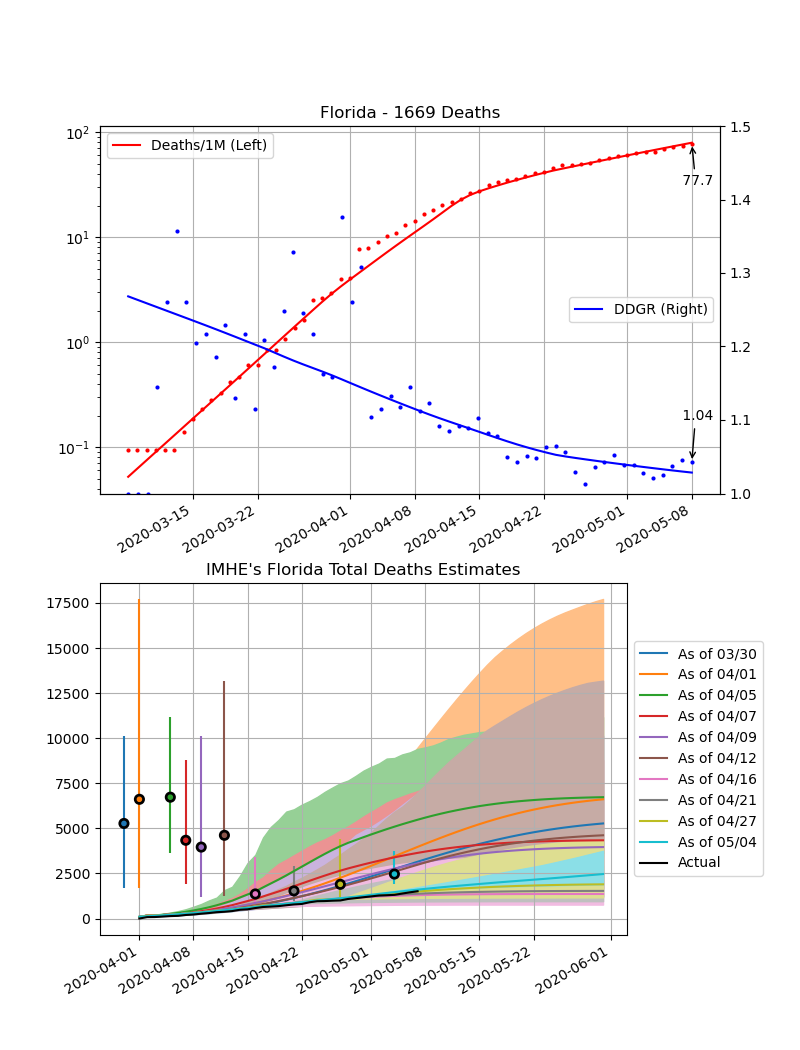 Florida - 1669 Deaths
10²
10¹
10⁰
10⁻¹
Deaths/1M (Left)
DDGR (Right)
77.7
1.04
1.5
1.4
1.3
1.2
1.1
1.0
2020-03-15
2020-03-22
2020-04-01
2020-04-08
2020-04-15
2020-04-22
2020-05-01
2020-05-08
IMHE's Florida Total Deaths Estimates
17500
15000
12500
10000
7500
5000
2500
0
2020-04-01
2020-04-08
2020-04-15
2020-04-22
2020-05-01
2020-05-08
2020-05-15
2020-05-22
2020-06-01
As of 03/30
As of 04/01
As of 04/05
As of 04/07
As of 04/09
As of 04/12
As of 04/16
As of 04/21
As of 04/27
As of 05/04
Actual